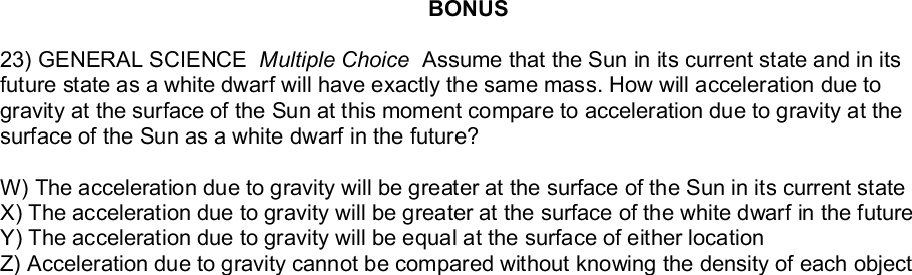 BONUS
23) GENERAL SCIENCE Multiple Choice Assume that the Sun in its current state and in its
future state as a white dwarf will have exactly the same mass. How will acceleration due to
gravity at the surface of the Sun at this moment compare to acceleration due to gravity at the
surface of the Sun as a white dwarf in the future?
W) The acceleration due to gravity will be greater at the surface of the Sun in its current state
X) The acceleration due to gravity will be greater at the surface of the white dwarf in the future
Y) The acceleration due to gravity will be equal at the surface of either location
Z) Acceleration due to gravity cannot be compared without knowing the density of each object